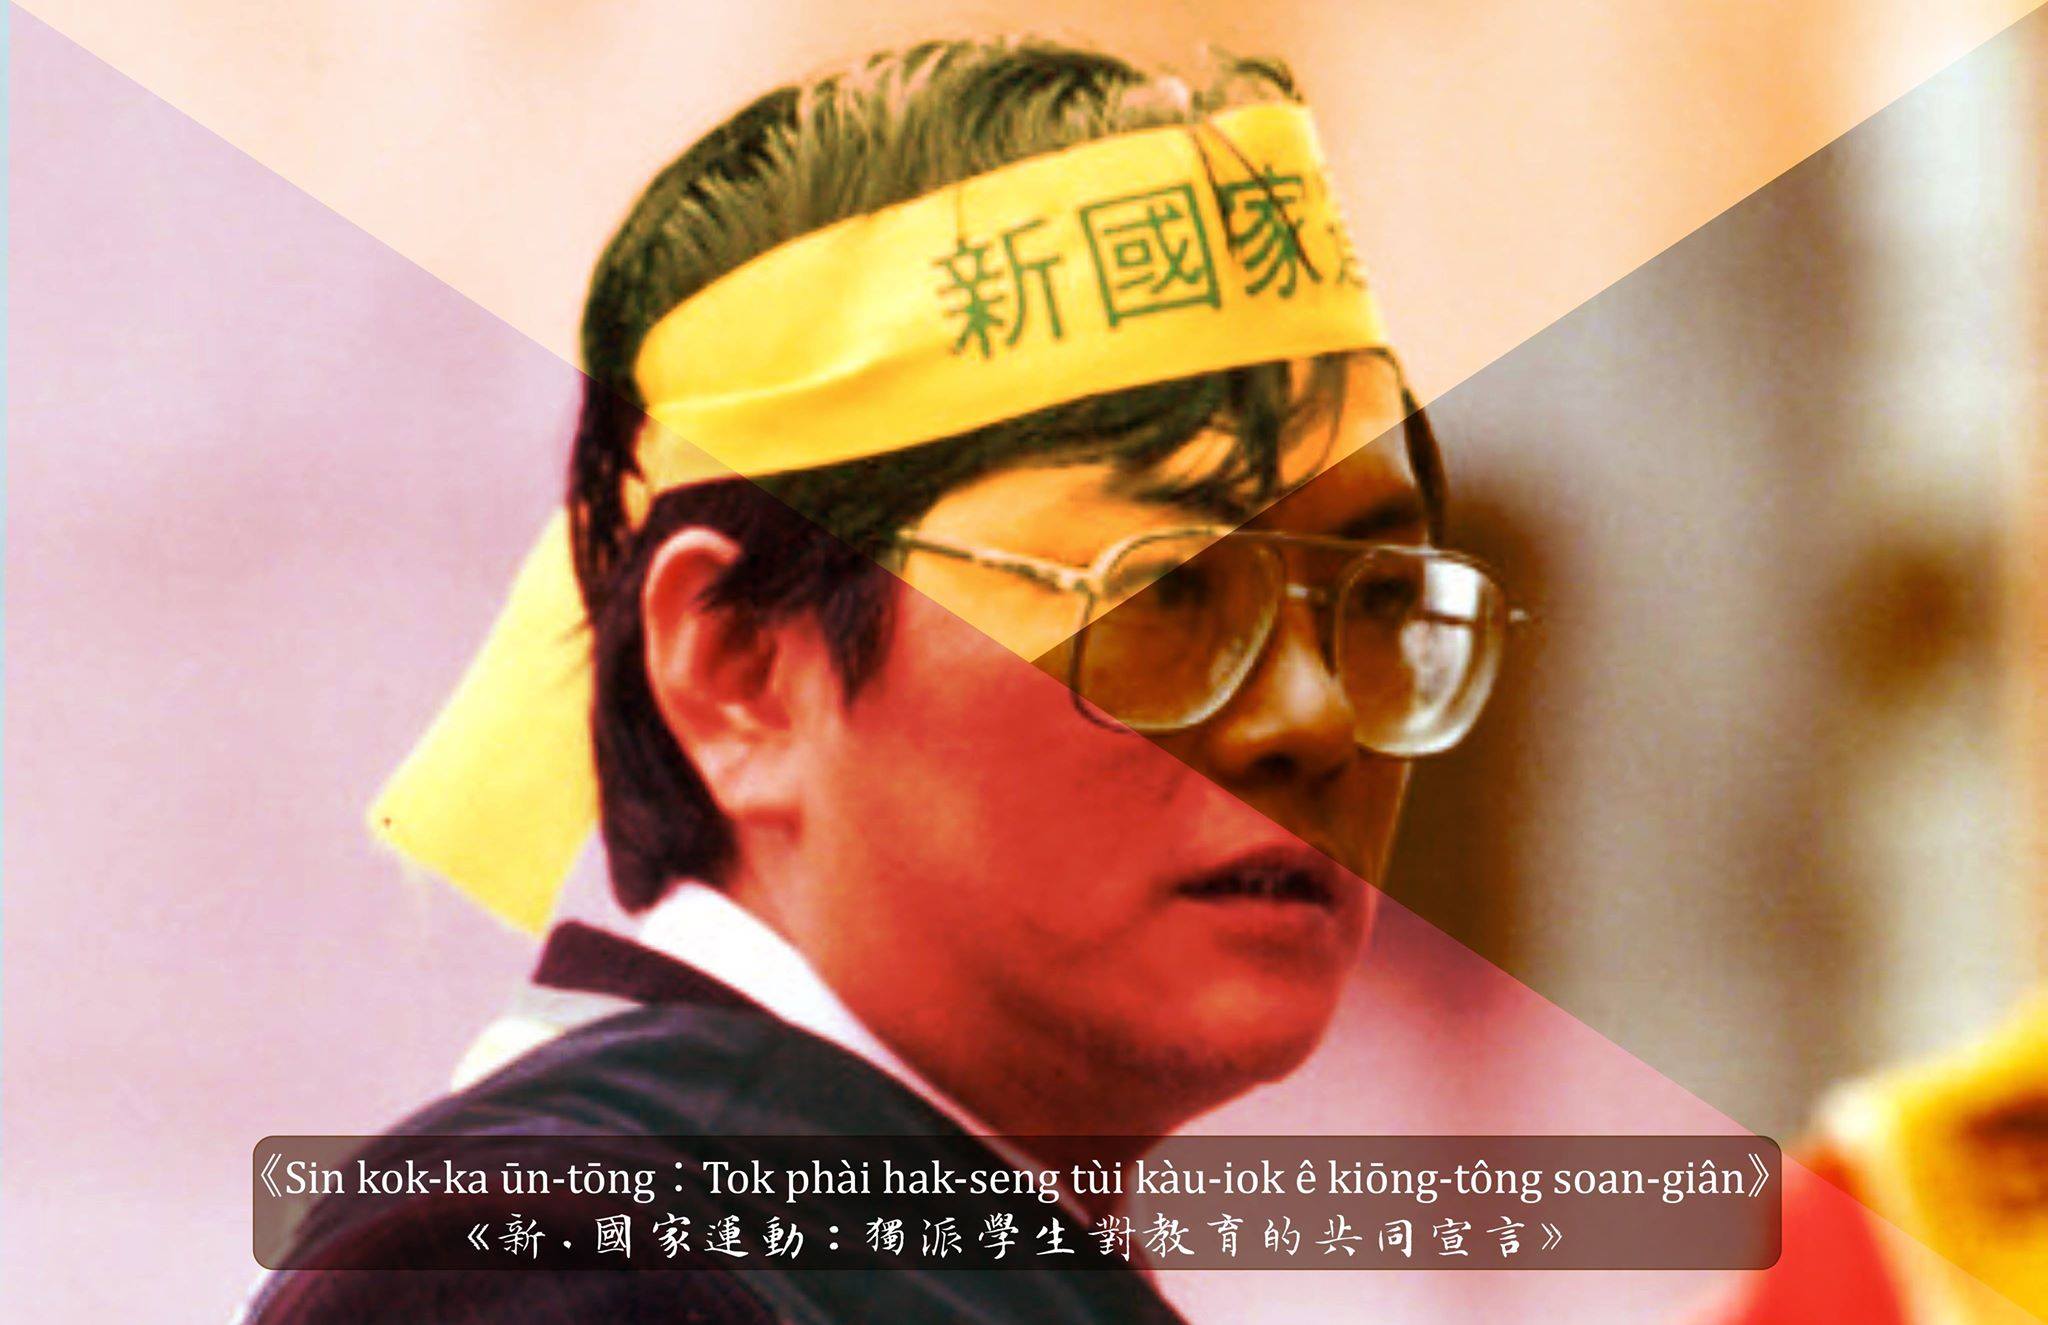 新國家運
《Sin kok-ka ūn-tōng：Tok phài hak-seng tùi kàu-iok ê kiōng-tông soan-giân》
《新．國家運動：獨派學生對教育的共同宣言》